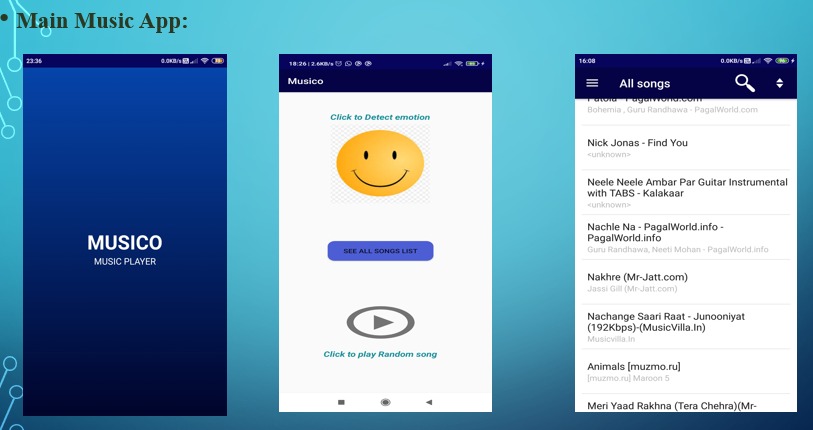 • Main Music App:
23:36 0.0KB/s
MUSICO
MUSIC PLAYER
18:26 | 2.6KB/s
Musico
Click to Detect emotion
SEE ALL SONGS LIST
Click to play Random song
16:08 0.0KB/s
All songs
Patola - PagalWorld.com
Bohemia , Guru Randhawa - PagalWorld.com
Nick Jonas - Find You
<unknown>
Neele Neele Ambar Par Guitar Instrumental
with TABS - Kalakaar
<unknown>
Nachle Na - PagalWorld.info -
PagalWorld.info
Guru Randhawa, Neeti Mohan - PagalWorld.info
Nakhre (Mr-Jatt.com)
Jassi Gill (Mr-Jatt.com)
Nachange Saari Raat - Junooniyat
(192Kbps)-(MusicVilla.In)
Musicvilla.In
Animals [muzmo.ru]
[muzmo.ru] Maroon 5
Meri Yaad Rakhna (Tera Chehra)(Mr-